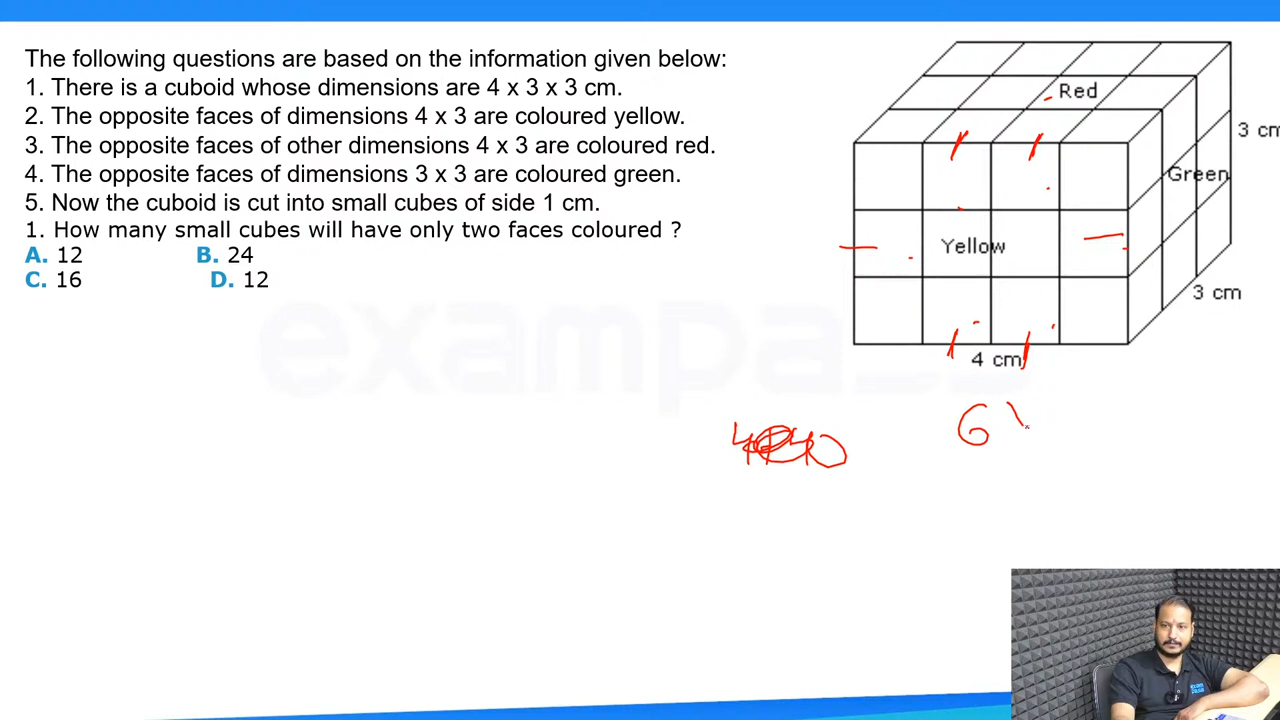 The following questions are based on the information given below:
1. There is a cuboid whose dimensions are 4 x 3 x 3 cm.
2. The opposite faces of dimensions 4 x 3 are coloured yellow.
3. The opposite faces of other dimensions 4 x 3 are coloured red.
4. The opposite faces of dimensions 3 x 3 are coloured green.
5. Now the cuboid is cut into small cubes of side 1 cm.
1. How many small cubes will have only two faces coloured ?
A. 12 B. 24
C. 16 D. 12
Red
3 cm
Green
Yellow
3 cm
4 cm
exampass
6